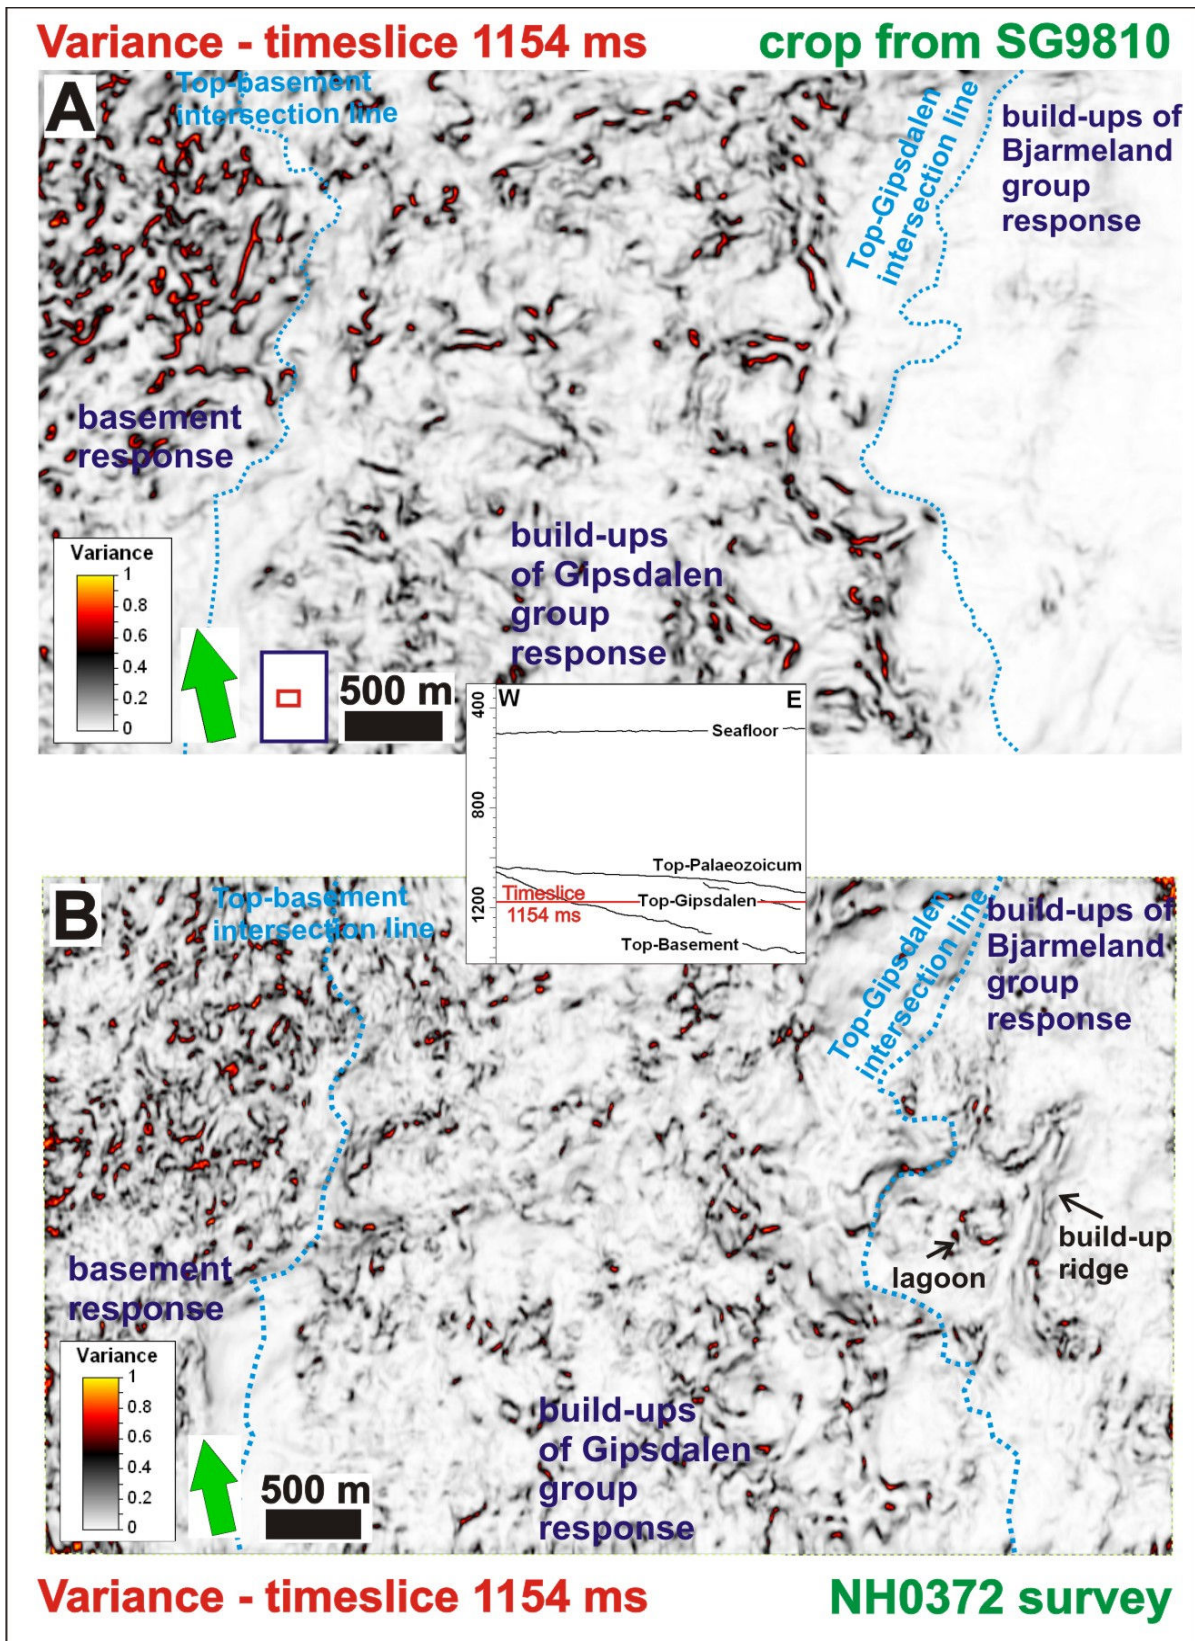 Variance - timeslice 1154 ms
crop from SG9810
A
Top-basement
intersection line
Top-Gipsdalen
intersection line
build-ups of
Bjarmeland
group
response
basement
response
build-ups
of Gipsdalen
group
response
Variance
1
0.8
0.6
0.4
0.2
0
500 m
W
E
400
800
1200
Seafloor
Top-Palaeozoicum
Timeslice
1154 ms
Top-Gipsdalen
Top-Basement
B
Top-basement
intersection line
Top-Gipsdalen
intersection line
build-ups of
Bjarmeland
group
response
build-up
ridge
lagoon
basement
response
build-ups
of Gipsdalen
group
response
Variance
1
0.8
0.6
0.4
0.2
0
500 m
Variance - timeslice 1154 ms
NH0372 survey